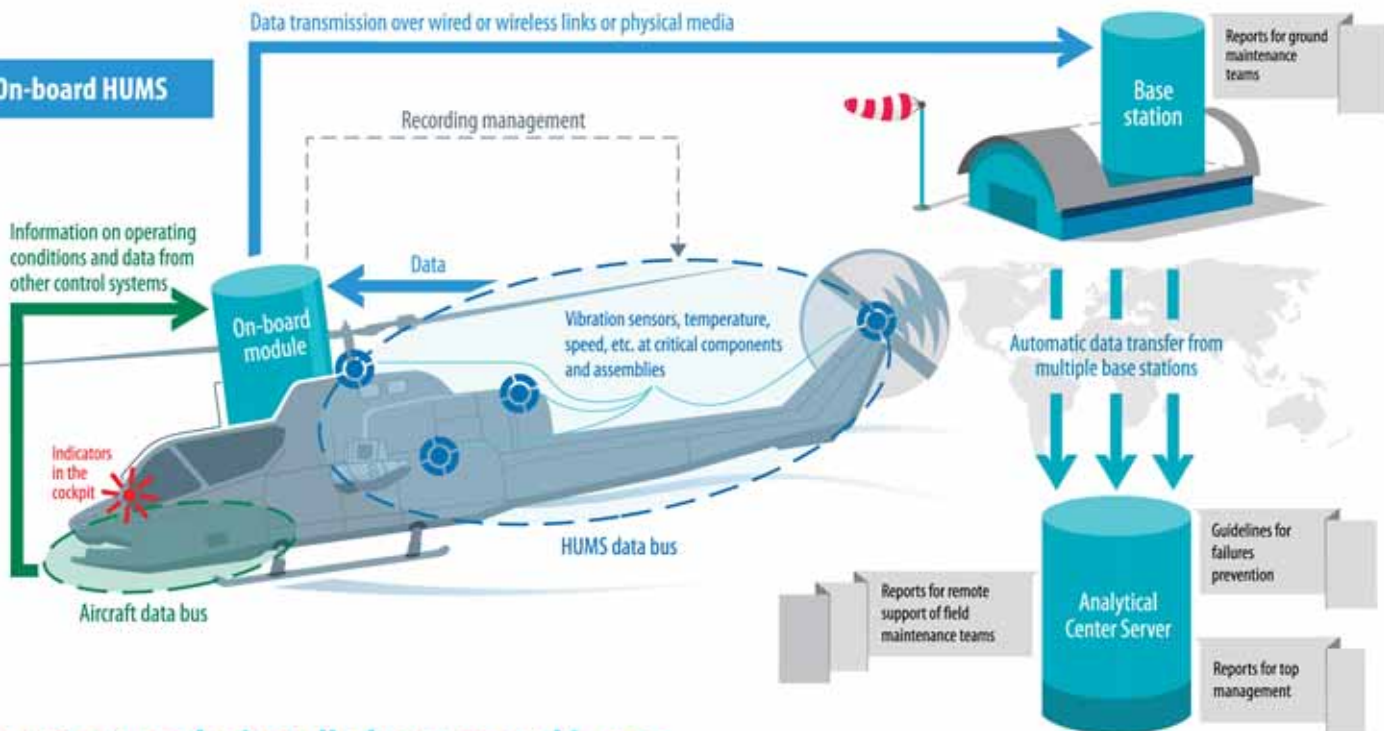 Data transmission over wired or wireless links or physical media
On-board HUMS
Recording management
Base
station
Reports for ground
maintenance
teams
Information on operating
conditions and data from
other control systems
Data
On-board
module
Vibration sensors, temperature,
speed, etc. at critical components
and assemblies
Automatic data transfer from
multiple base stations
Indicators
in the
cockpit
HUMS data bus
Aircraft data bus
Reports for remote
support of field
maintenance teams
Analytical
Center Server
Guidelines for
failures
prevention
Reports for top
management